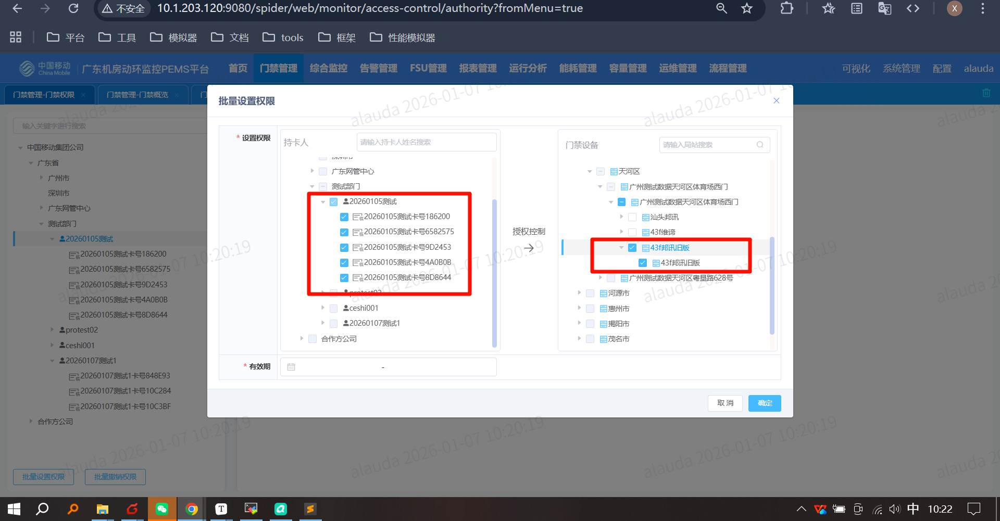 不安全 10.1.203.120:9080/spider/web/monitor/access-control/authority?fromMenu=true X
平台 工具 模拟器 文档 tools 框架 性能模拟器
中国移动 China Mobile 广东机房动环监控PEMS平台 首页 门禁管理 综合监控 告警管理 FSU管理 报表管理 运行分析 能耗管理 容量管理 运维管理 流程管理 可视化 系统管理 配置 alauda
门禁管理-门禁权限 × 门禁管理-门禁概览 × 门
输入关键字进行搜索
中国移动集团公司
广东省
广州市
深圳市
广东网管中心
测试部门
20260105测试
20260105测试卡号186200
20260105测试卡号6582575
20260105测试卡号9D2453
20260105测试卡号4A0B0B
20260105测试卡号8D8644
protest02
ceshi001
20260107测试1
20260107测试1卡号848E93
20260107测试1卡号10C284
20260107测试1卡号10C3BF
合作方公司
批量设置权限 批量撤销权限
批量设置权限
* 设置权限
持卡人 请输入持卡人姓名搜索
深圳市
广东网管中心
测试部门
20260105测试
20260105测试卡号186200
20260105测试卡号6582575
20260105测试卡号9D2453
20260105测试卡号4A0B0B
20260105测试卡号8D8644
protest02
ceshi001
20260107测试1
合作方公司
授权控制
门禁设备 请输入局站搜索
天河区
广州测试数据天河区体育场西门
广州测试数据天河区体育场西门
汕头邦讯
43f维谛
43f邦讯旧版
43f邦讯旧版
广州测试数据天河区粤垦路628号
河源市
惠州市
揭阳市
茂名市
* 有效期 -
取 消 确定
alauda 2026-01-07 10:20:19
中 10:22